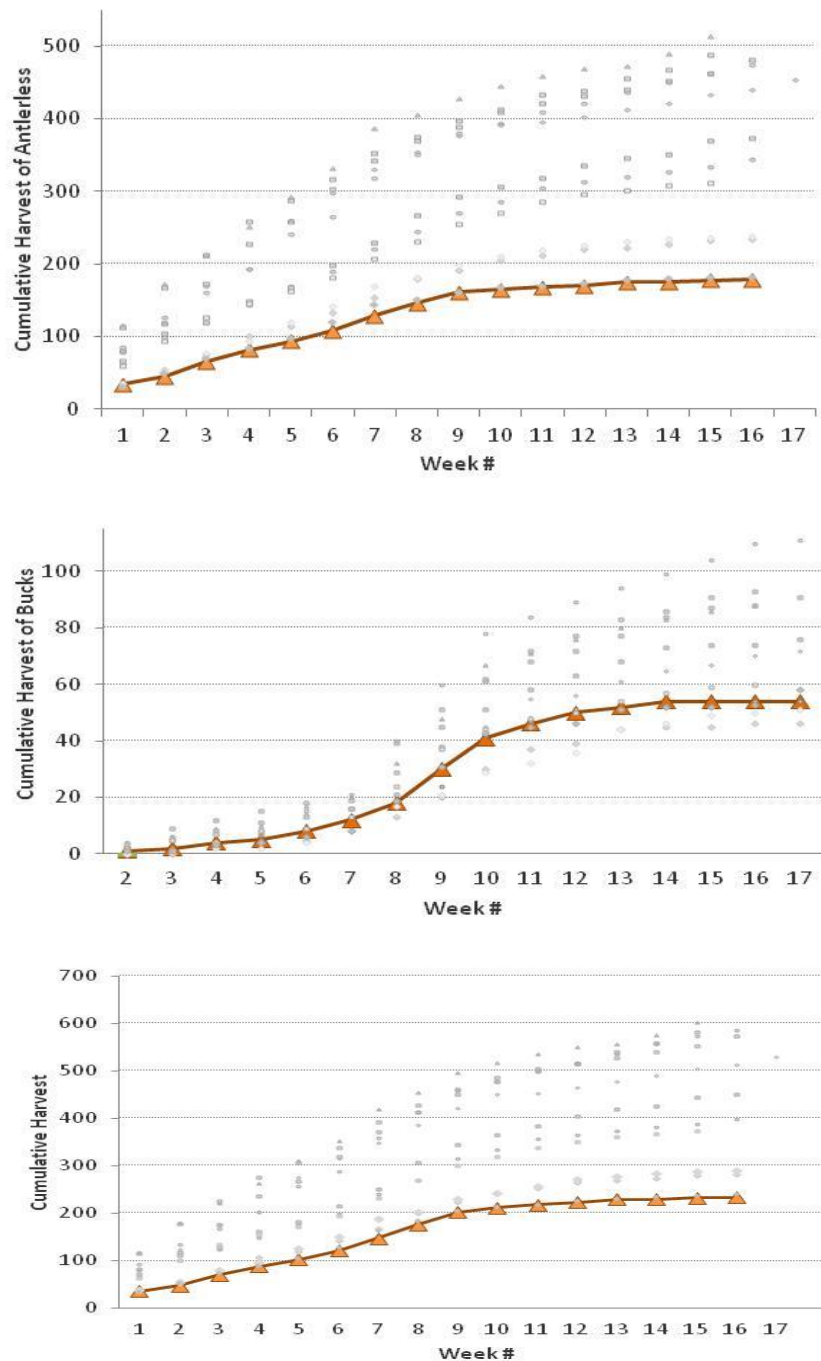 Cumulative Harvest of Antlerless
500
400
300
200
100
0
1 2 3 4 5 6 7 8 9 10 11 12 13 14 15 16 17
Week #
Cumulative Harvest of Bucks
100
80
60
40
20
0
2 3 4 5 6 7 8 9 10 11 12 13 14 15 16 17
Week #
Cumulative Harvest
700
600
500
400
300
200
100
0
1 2 3 4 5 6 7 8 9 10 11 12 13 14 15 16 17
Week #